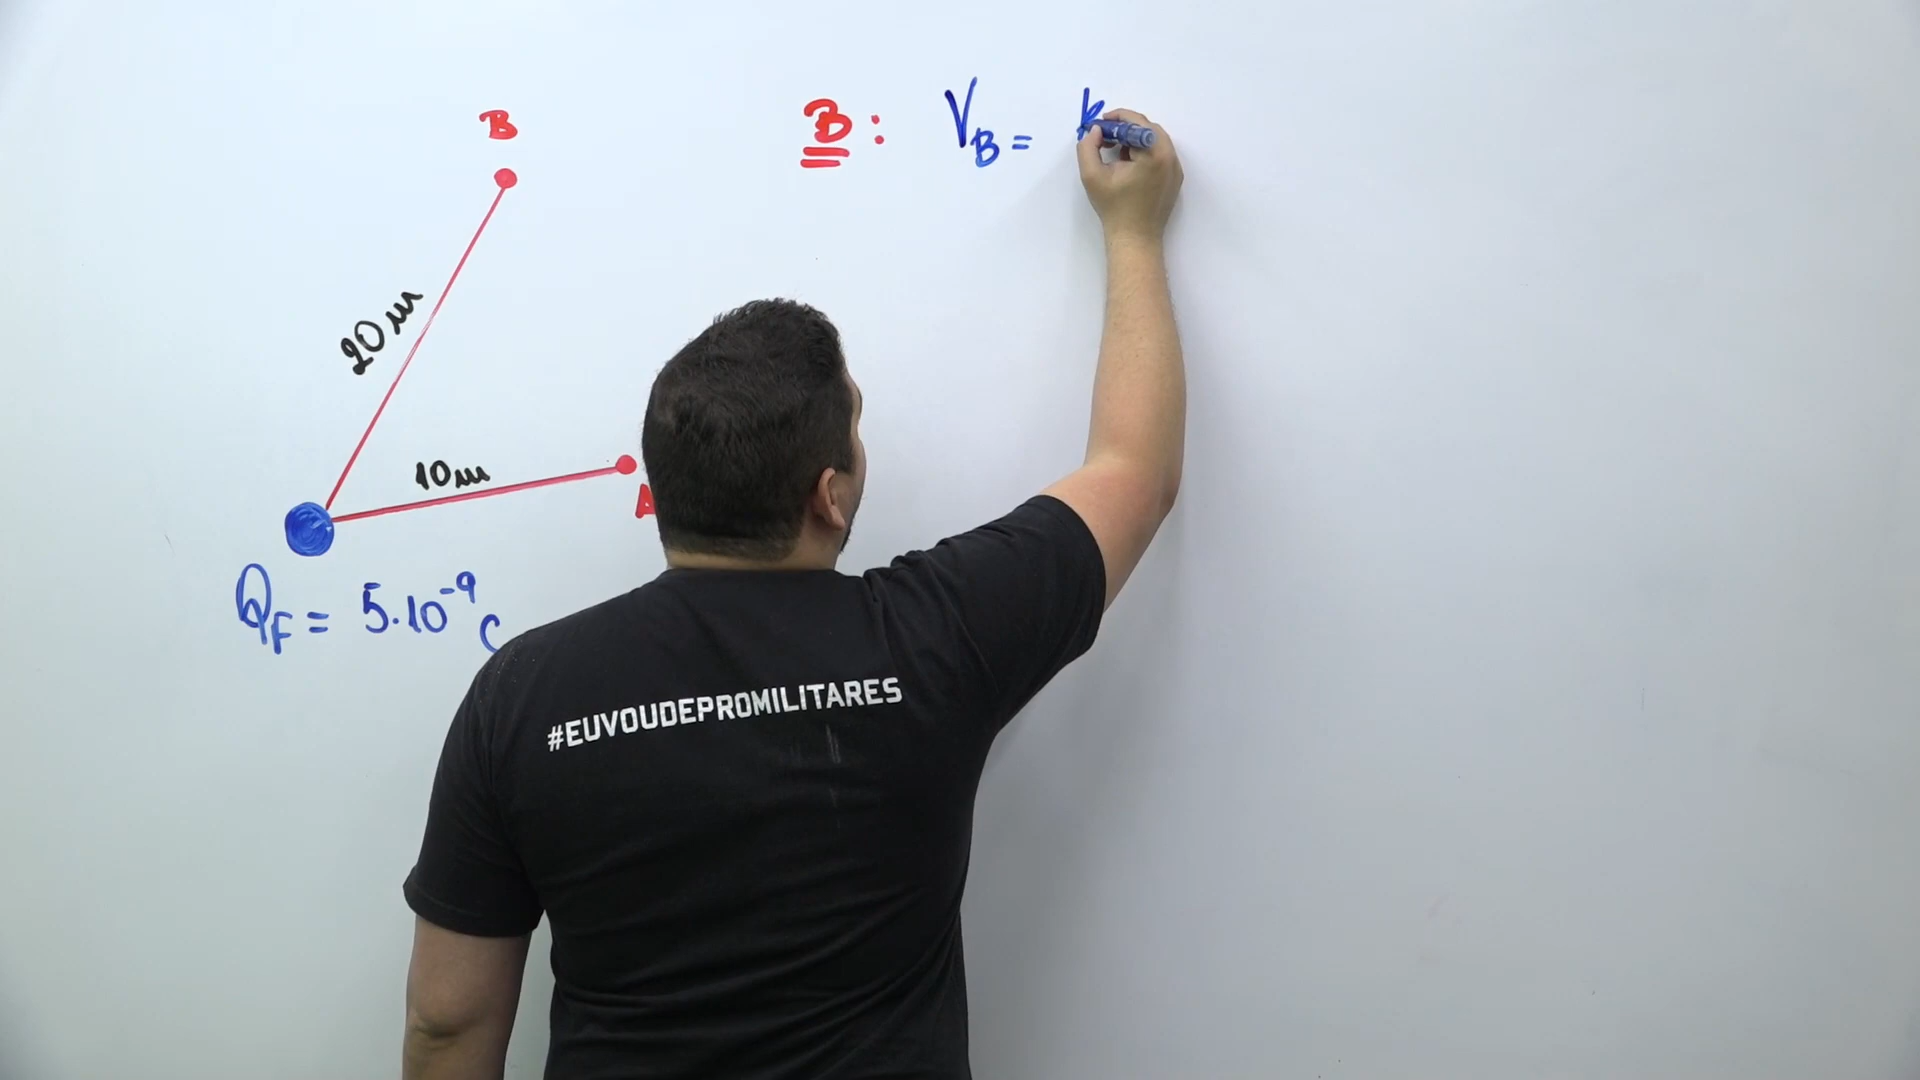 B
B : V_B = k
20 m
10 m
A
Q_F = 5.10^-9 C
#EUVOUDEPROMILITARES